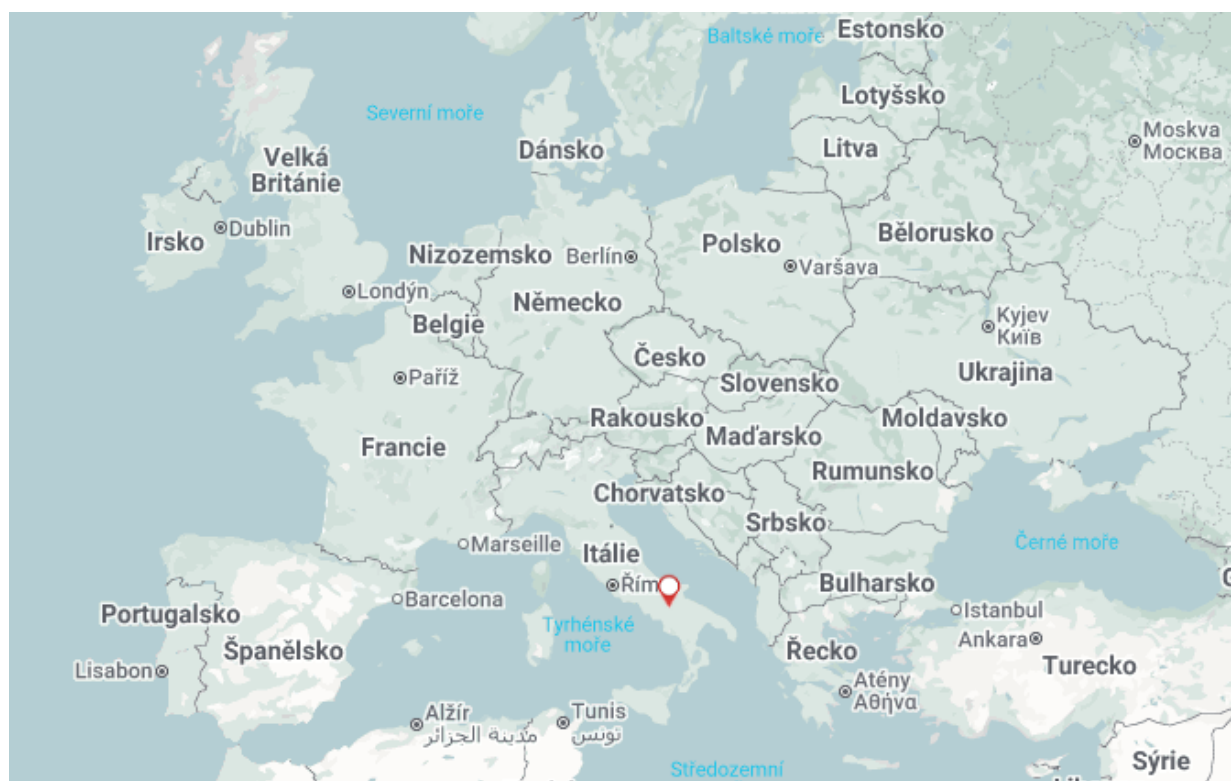 Estonsko
Baltské moře
Lotyšsko
Severní moře
Moskva
Москва
Dánsko
Litva
Velká
Británie
Dublin
Irsko
Bělorusko
Polsko
Nizozemsko
Berlín
Varšava
Londýn
Německo
Belgie
Kyjev
Київ
Česko
Paříž
Slovensko
Ukrajina
Rakousko
Moldavsko
Maďarsko
Francie
Rumunsko
Chorvatsko
Srbsko
Marseille
Itálie
Černé moře
Řím
Bulharsko
Barcelona
Portugalsko
Istanbul
Tyrhénské
moře
Ankara
Španělsko
Řecko
Turecko
Lisabon
Atény
Αθήνα
Alžír
مدينة الجزائر
Tunis
تونس
Sýrie
Středozemní